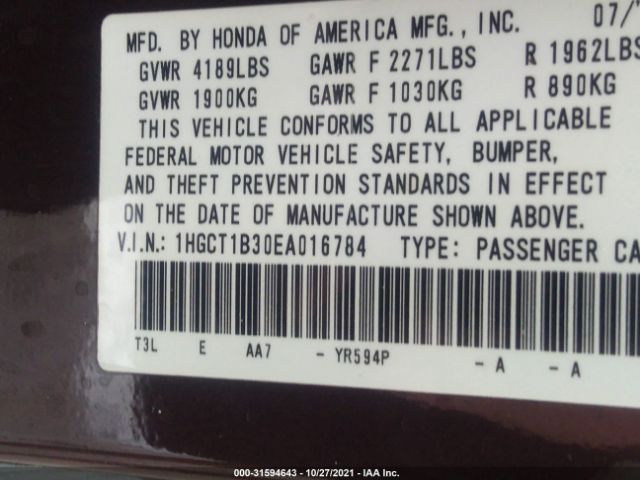 MFD. BY HONDA OF AMERICA MFG., INC. 07/
GVWR 4189LBS GAWR F 2271LBS R 1962LBS
GVWR 1900KG GAWR F 1030KG R 890KG
THIS VEHICLE CONFORMS TO ALL APPLICABLE
FEDERAL MOTOR VEHICLE SAFETY, BUMPER,
AND THEFT PREVENTION STANDARDS IN EFFECT
ON THE DATE OF MANUFACTURE SHOWN ABOVE.
V.I.N.: 1HGCT1B30EA016784 TYPE: PASSENGER CA
T3L E AA7 - YR594P - A - A
000-31594643 - 10/27/2021 - IAA Inc.